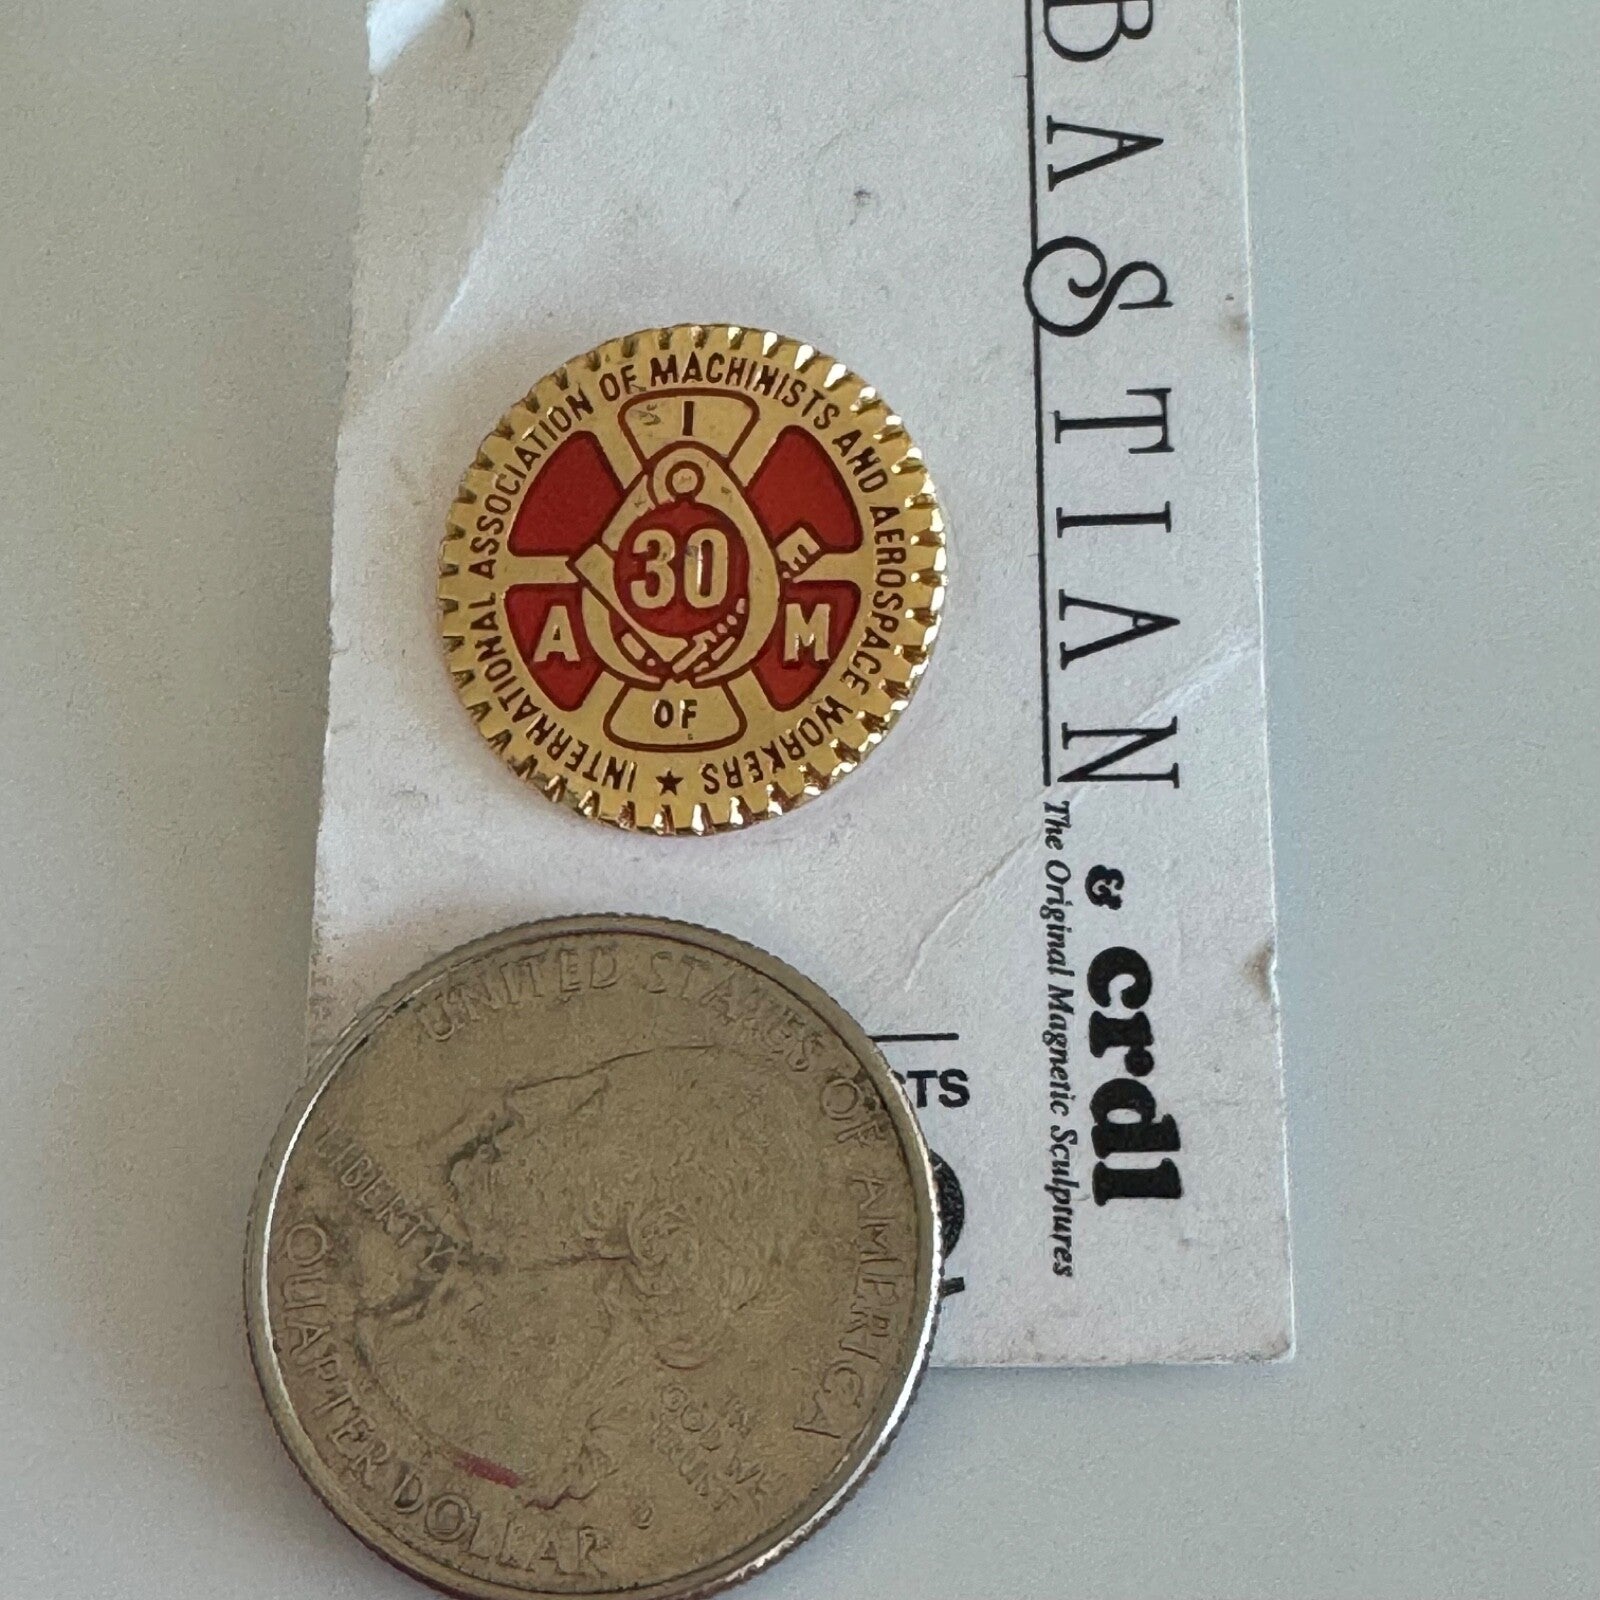 INTERNATIONAL ASSOCIATION OF MACHINISTS AND AEROSPACE WORKERS
I
30
A
M
OF
BASTIAN
& crdl
The Original Magnetic Sculptures
UNITED STATES OF AMERICA
LIBERTY
IN
GOD WE
TRUST
QUARTER DOLLAR